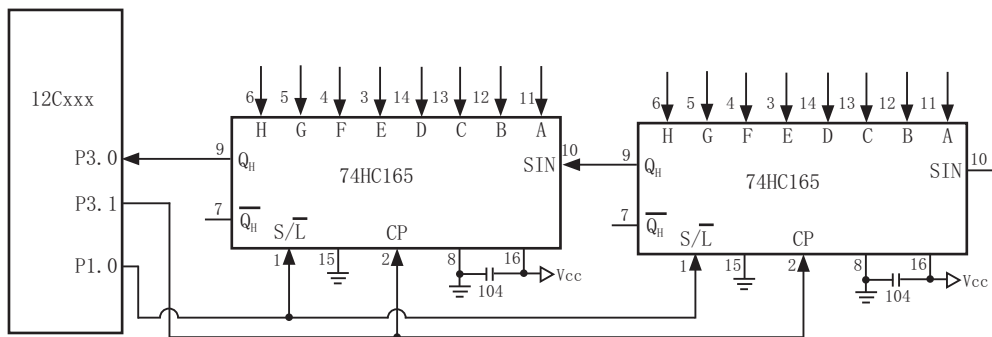 12Cxxx
P3.0
P3.1
P1.0
6 5 4 3 14 13 12 11
H G F E D C B A
9 Q_H 74HC165 SIN 10
7 Q̅_H
S/L̅ CP
1 15 2 8 16
104 Vcc
6 5 4 3 14 13 12 11
H G F E D C B A
9 Q_H 74HC165 SIN 10
7 Q̅_H
S/L̅ CP
1 15 2 8 16
104 Vcc